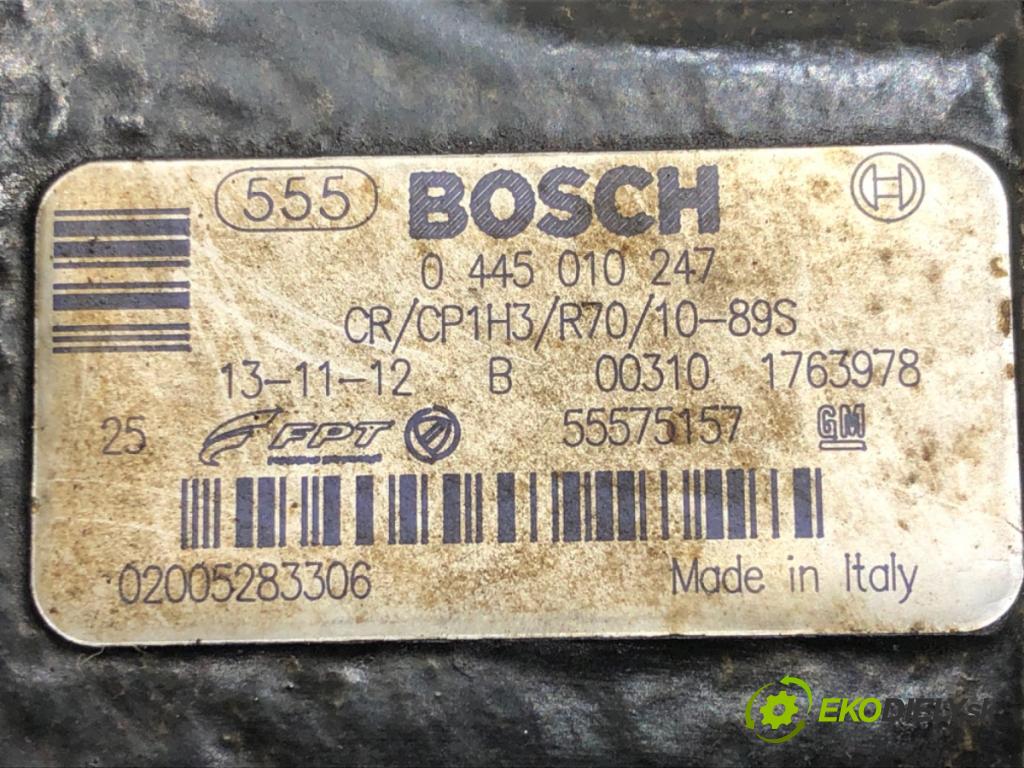 555 BOSCH H
0 445 010 247
CR/CP1H3/R70/10-89S
13-11-12 B 00310 1763978
25 FPT 55575157 GM
02005283306 Made in Italy
EKODIELY.SK